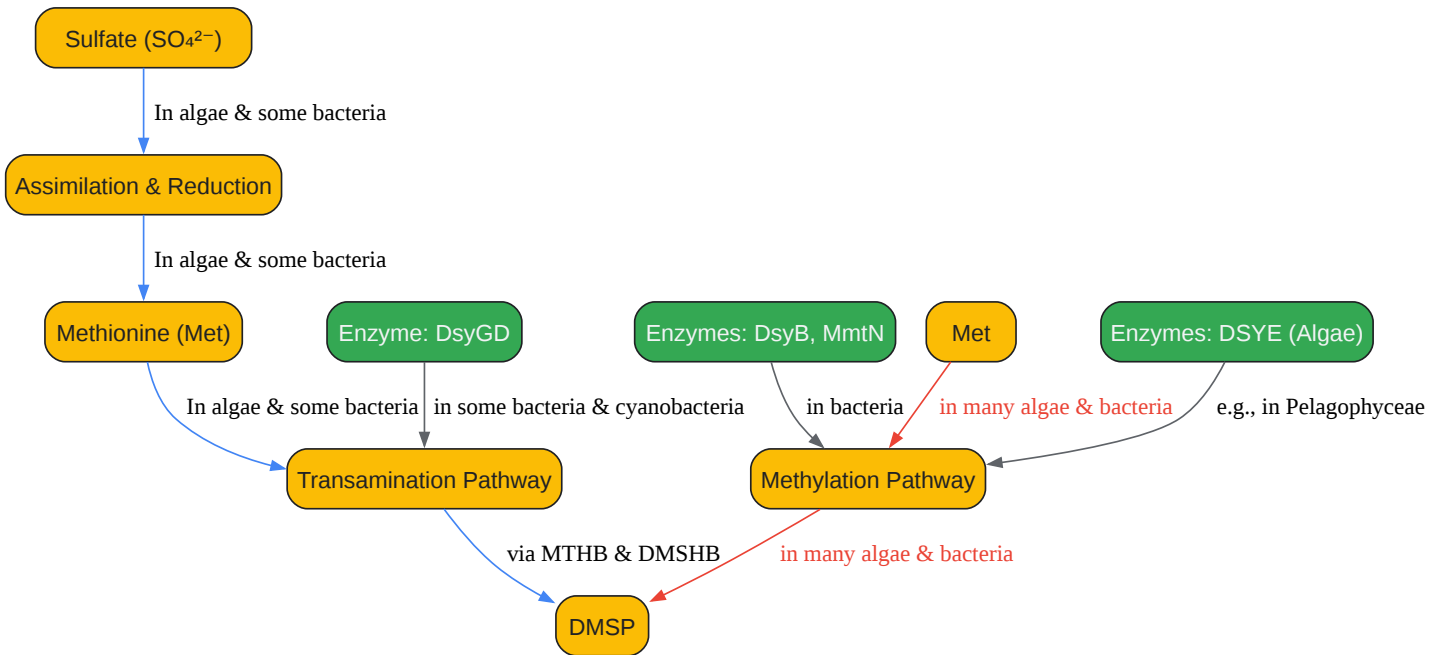 Sulfate (SO₄²⁻)
In algae & some bacteria
Assimilation & Reduction
In algae & some bacteria
Methionine (Met)
Enzyme: DsyGD
Enzymes: DsyB, MmtN
Met
Enzymes: DSYE (Algae)
In algae & some bacteria
in some bacteria & cyanobacteria
in bacteria
in many algae & bacteria
e.g., in Pelagophyceae
Transamination Pathway
Methylation Pathway
via MTHB & DMSHB
in many algae & bacteria
DMSP